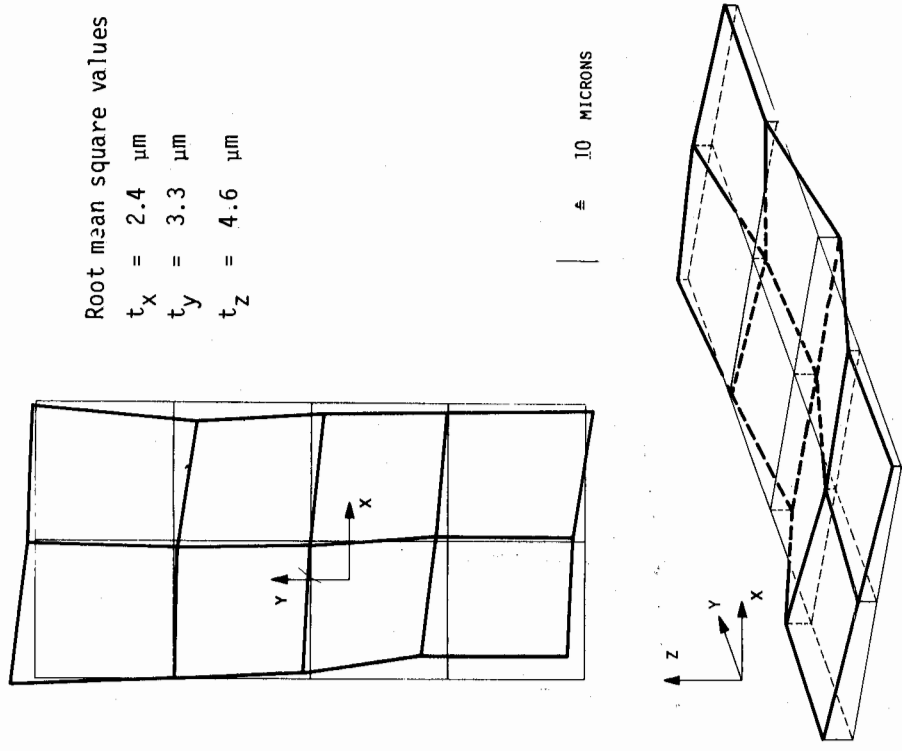 Root mean square values
t_x = 2.4 μm
t_y = 3.3 μm
t_z = 4.6 μm
≙ 10 MICRONS
Y
X
Z
Y
X